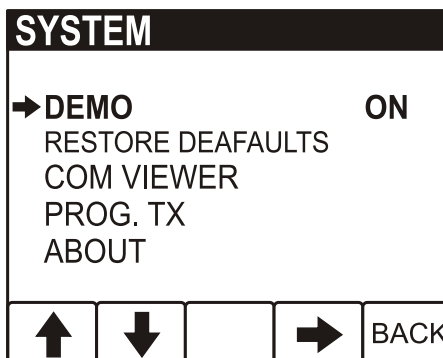 SYSTEM
DEMO ON
RESTORE DEAFAULTS
COM VIEWER
PROG. TX
ABOUT
BACK